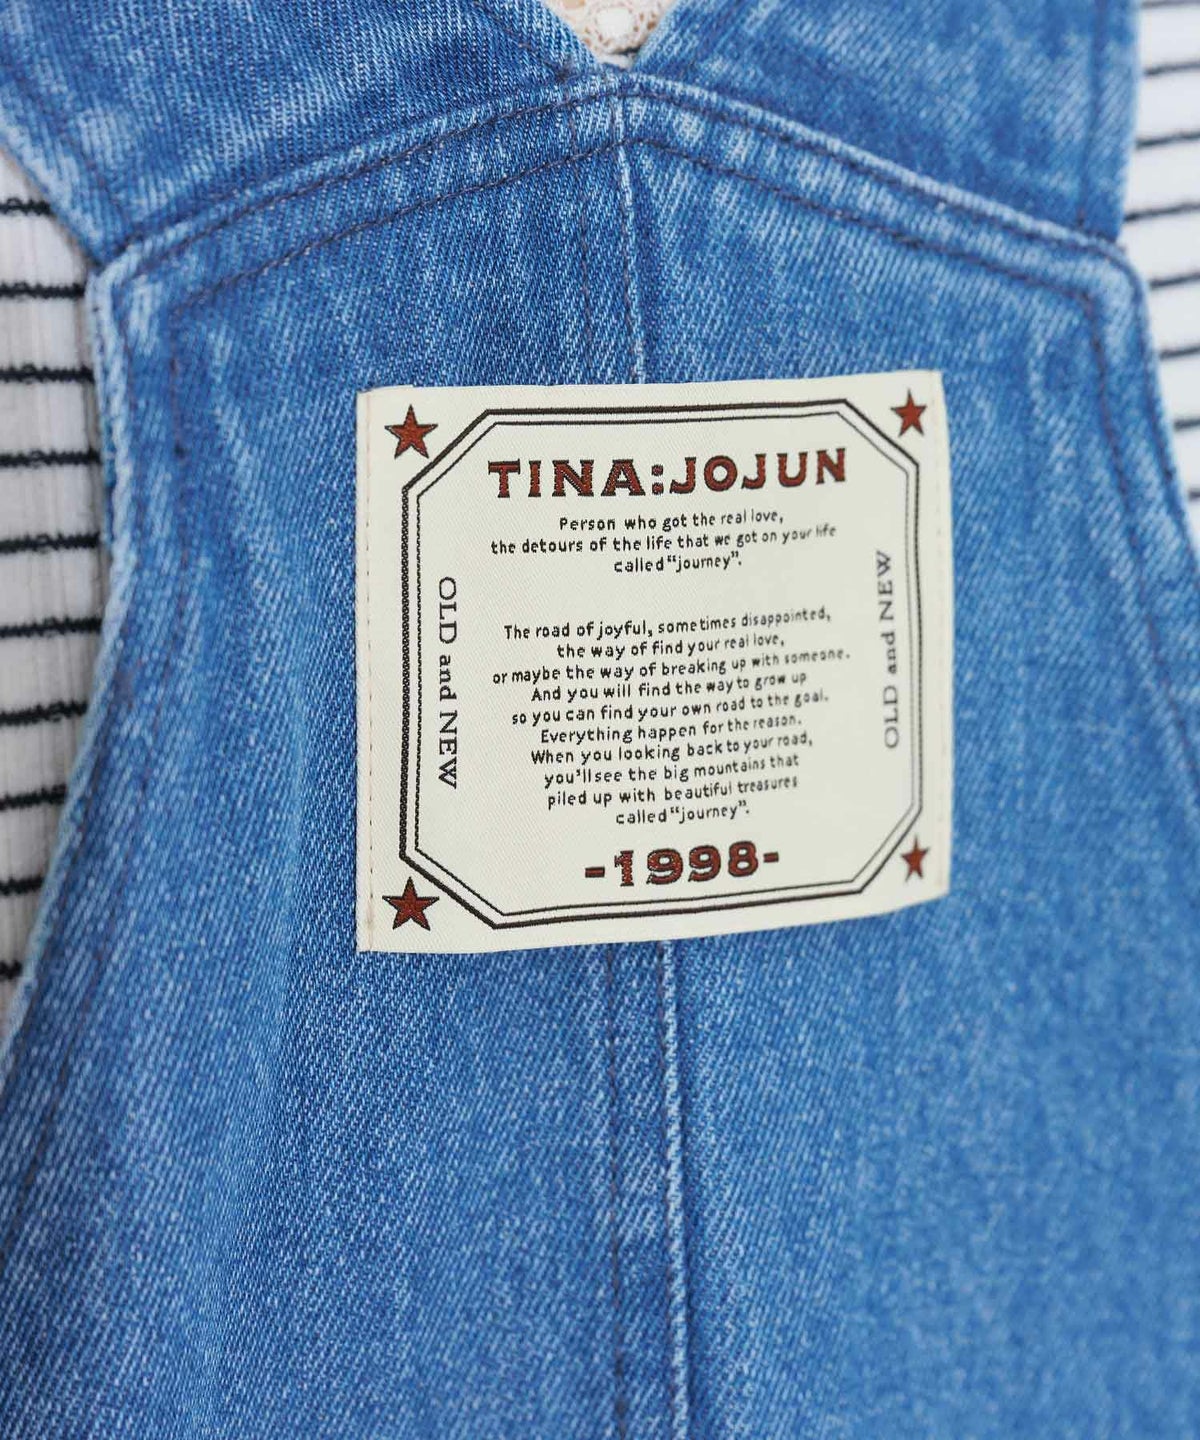 TINA:JOJUN
Person who got the real love,
the detours of the life that we got on your life
called "journey".
The road of joyful, sometimes disappointed,
the way of find your real love,
or maybe the way of breaking up with someone.
And you will find the way to grow up
so you can find your own road to the goal.
Everything happen for the reason.
When you looking back to your road,
you'll see the big mountains that
piled up with beautiful treasures
called "journey".
-1998-
OLD and NEW
OLD and NEW